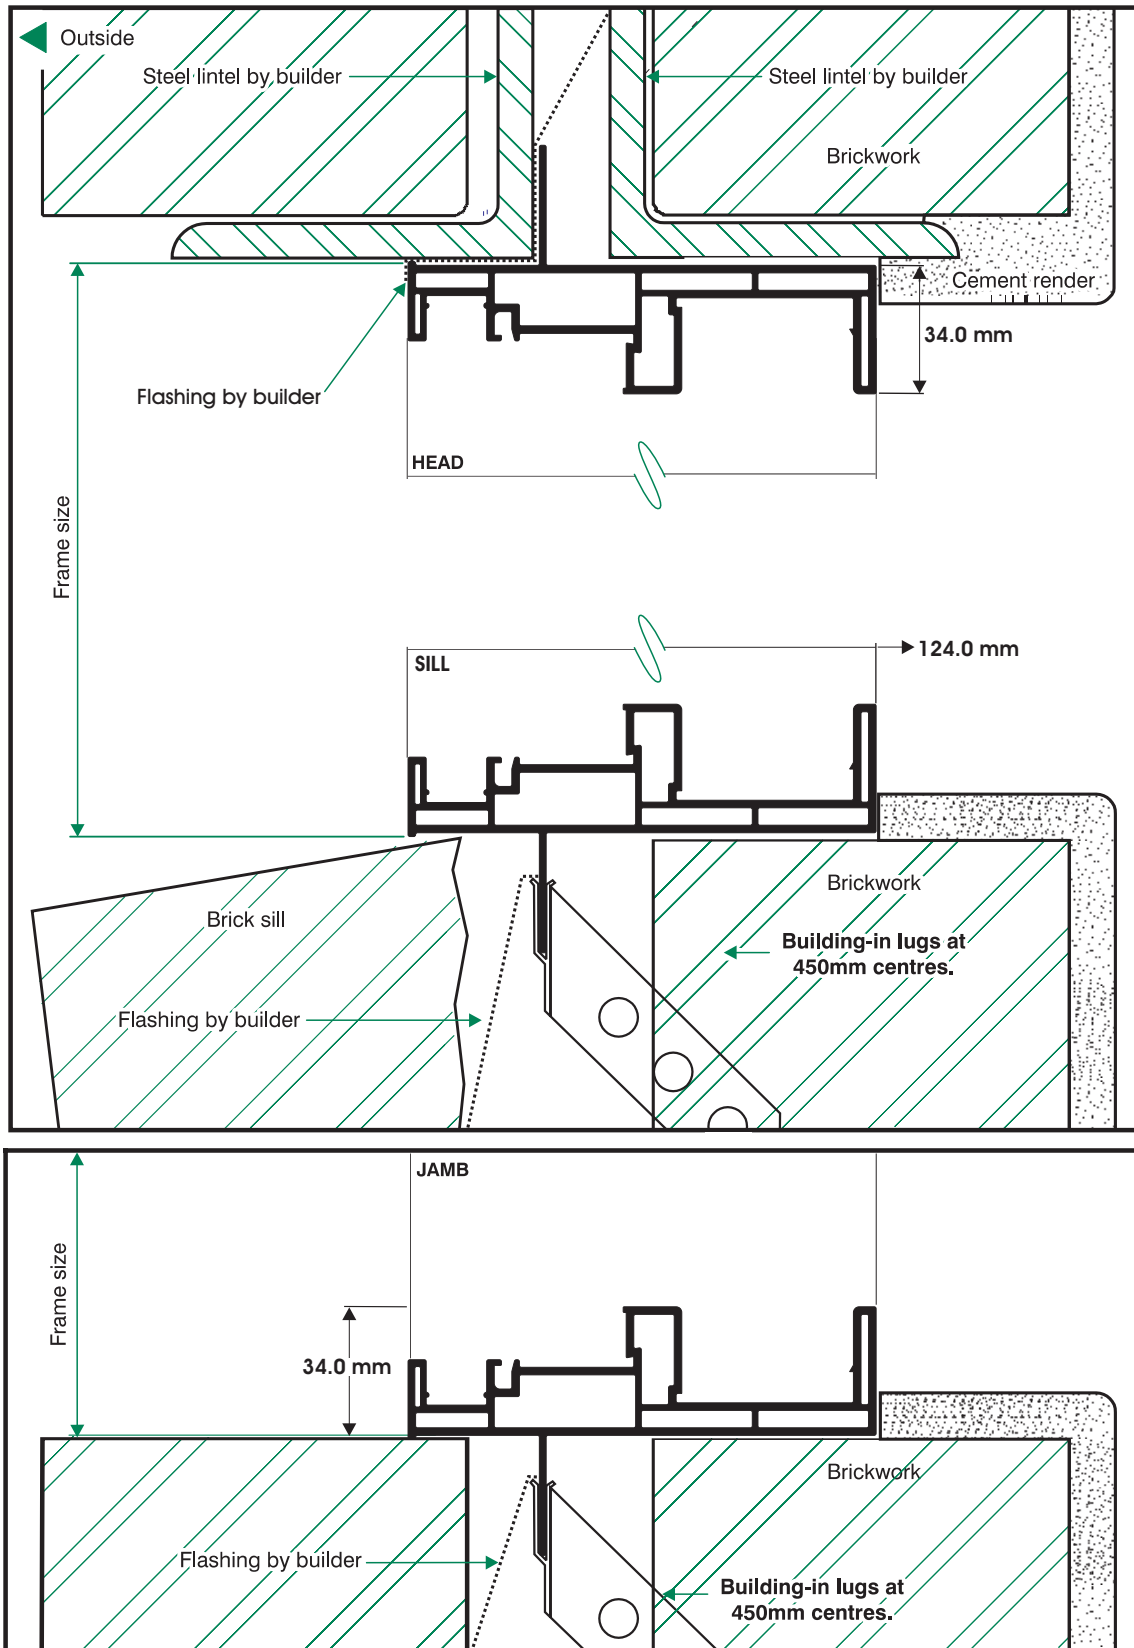 Outside
Steel lintel by builder
Steel lintel by builder
Brickwork
Cement render
34.0 mm
Flashing by builder
HEAD
Frame size
SILL
124.0 mm
Brickwork
Brick sill
Building-in lugs at
450mm centres.
Flashing by builder
JAMB
Frame size
34.0 mm
Brickwork
Flashing by builder
Building-in lugs at
450mm centres.